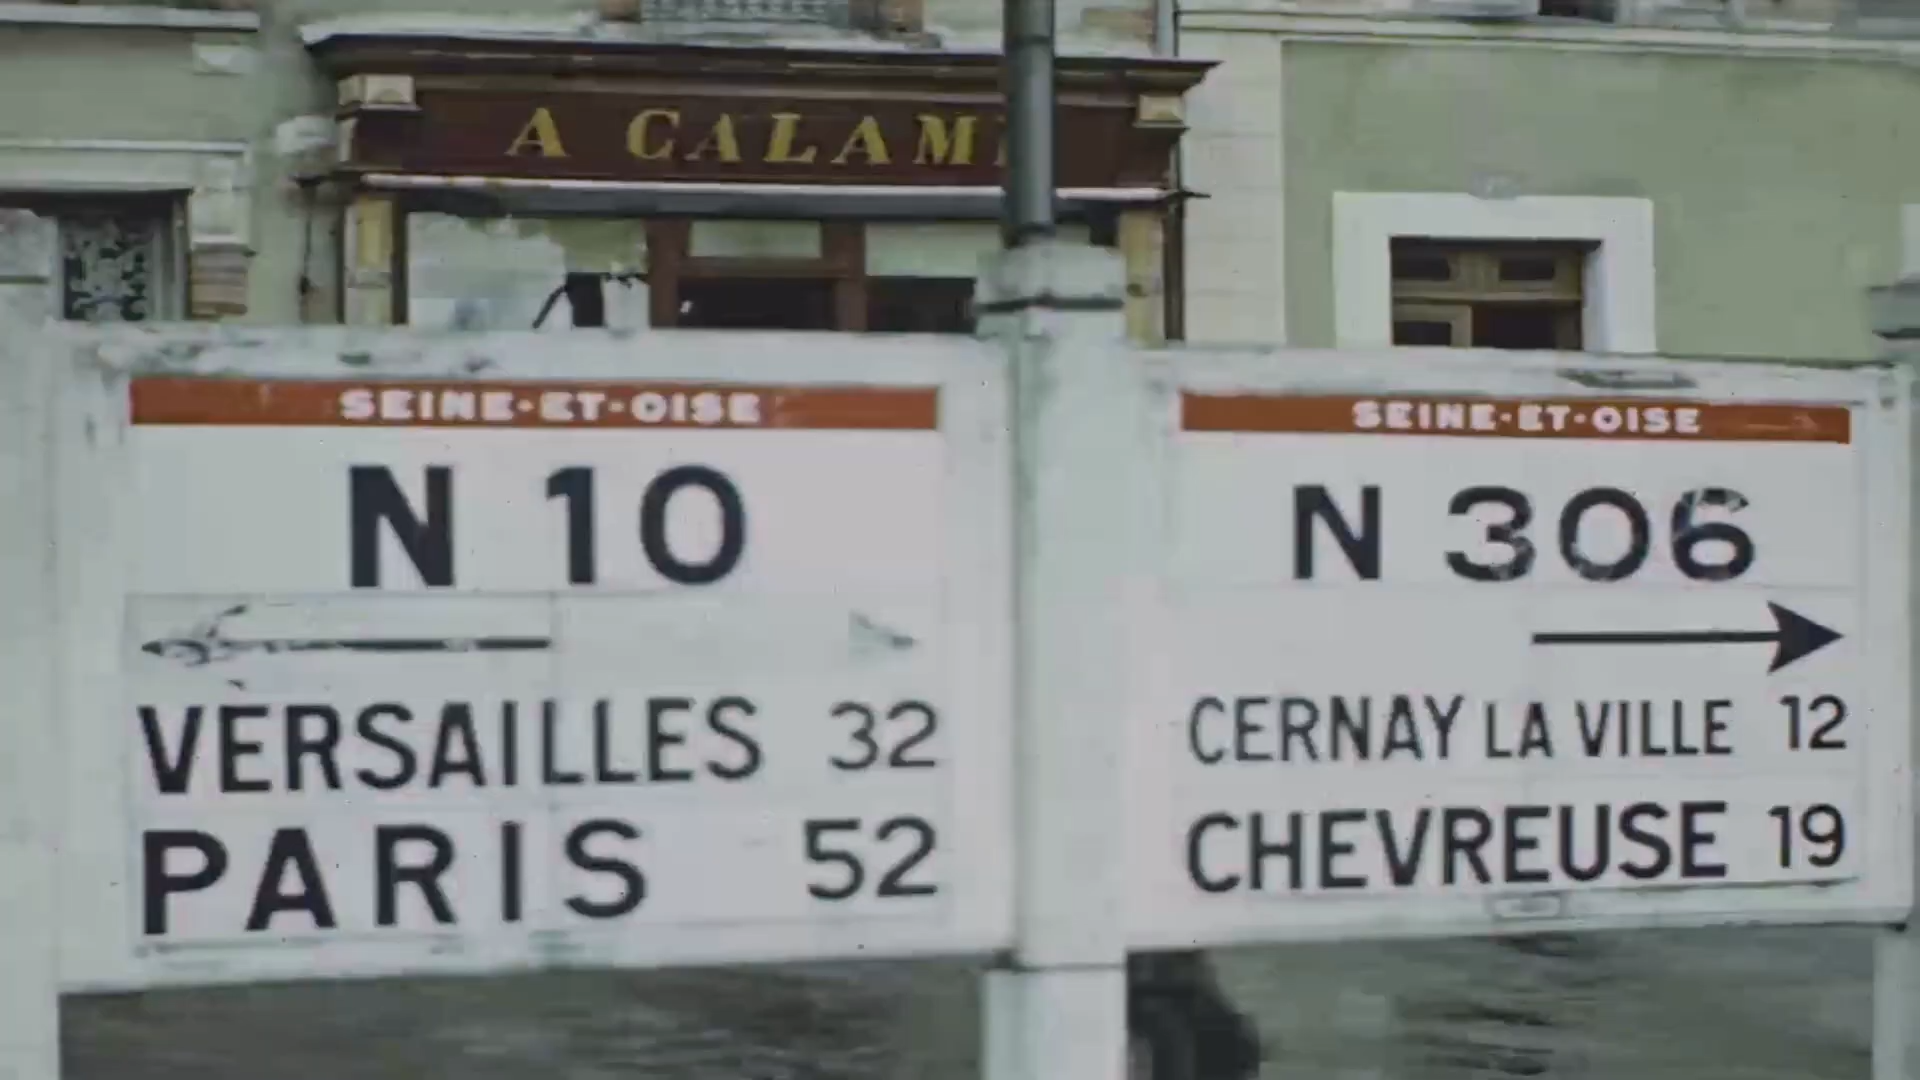 A CALAM
SEINE-ET-OISE
N 10
VERSAILLES 32
PARIS 52
SEINE-ET-OISE
N 306
CERNAY LA VILLE 12
CHEVREUSE 19